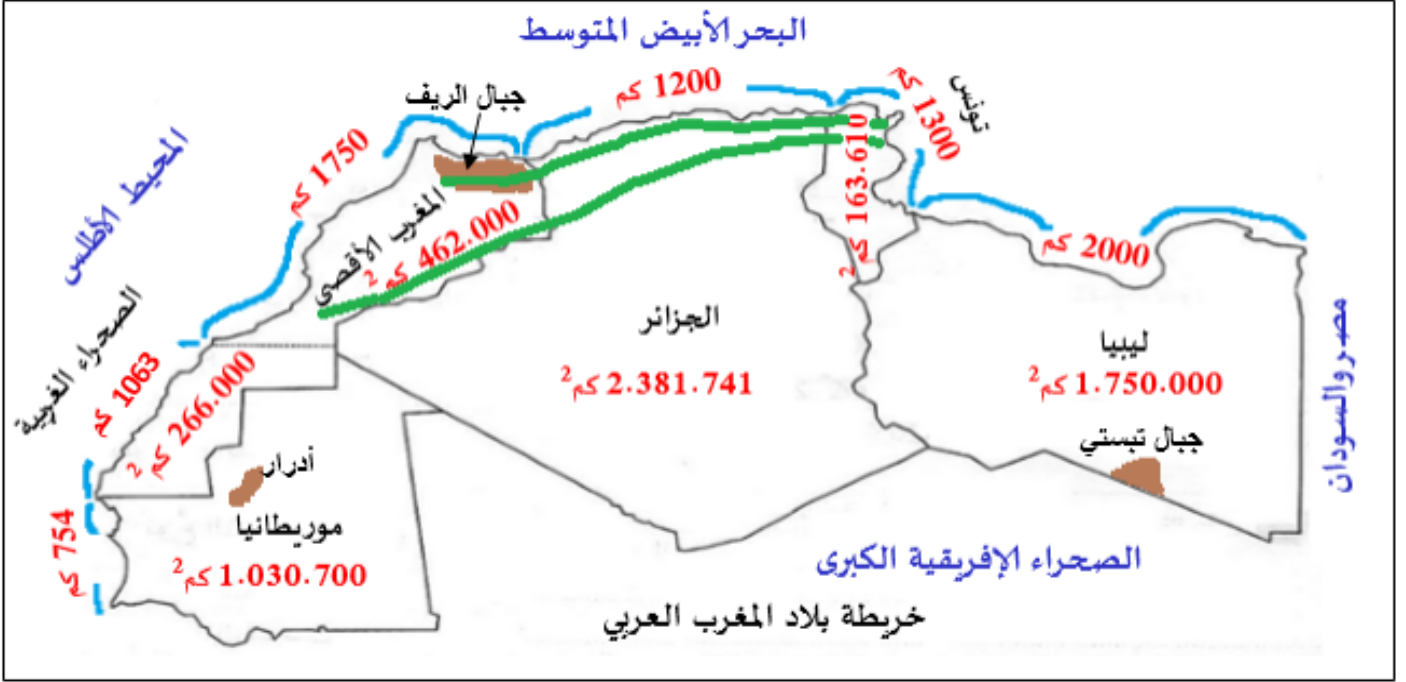 البحر الأبيض المتوسط
1200 كم
1300 كم
تونس
جبال الريف
1750 كم
المحيط الأطلس
163.610 كم²
المغرب الأقصى
462.000 كم²
2000 كم
الصحراء الغربية
1063 كم
266.000 كم²
الجزائر
2.381.741 كم²
ليبيا
1.750.000 كم²
جبال تبستي
مصر والسودان
أدرار
موريطانيا
1.030.700 كم²
754 كم
الصحراء الإفريقية الكبرى
خريطة بلاد المغرب العربي